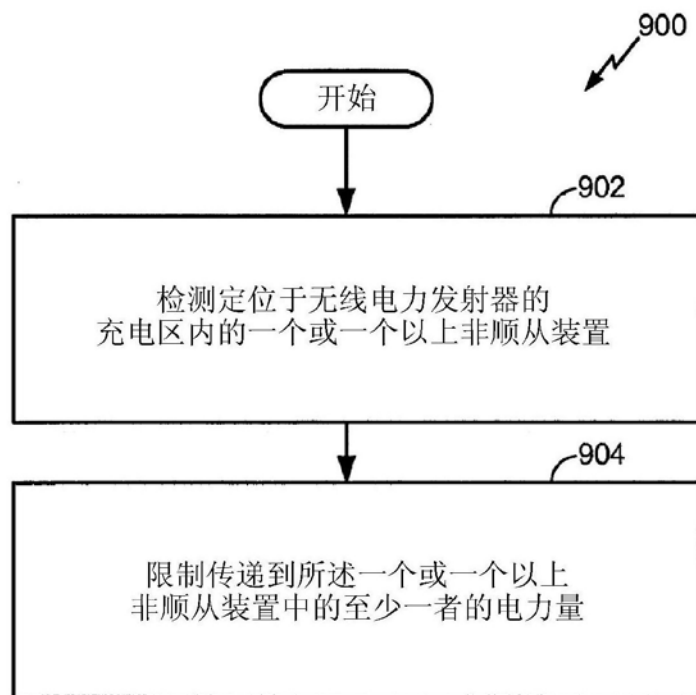 900
开始
902
检测定位于无线电力发射器的
充电区内的一个或一个以上非顺从装置
904
限制传递到所述一个或一个以上
非顺从装置中的至少一者的电力量